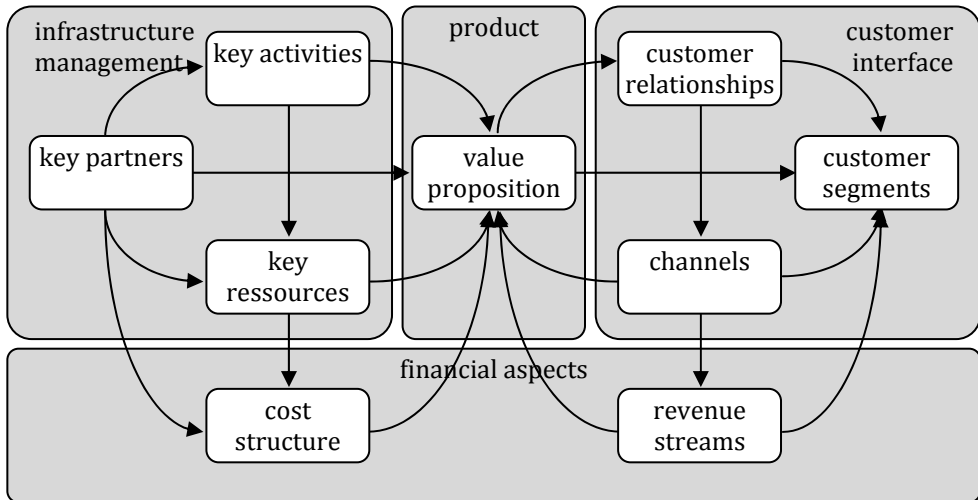 infrastructure
management
key activities
key partners
key
ressources
product
value
proposition
customer
interface
customer
relationships
customer
segments
channels
financial aspects
cost
structure
revenue
streams